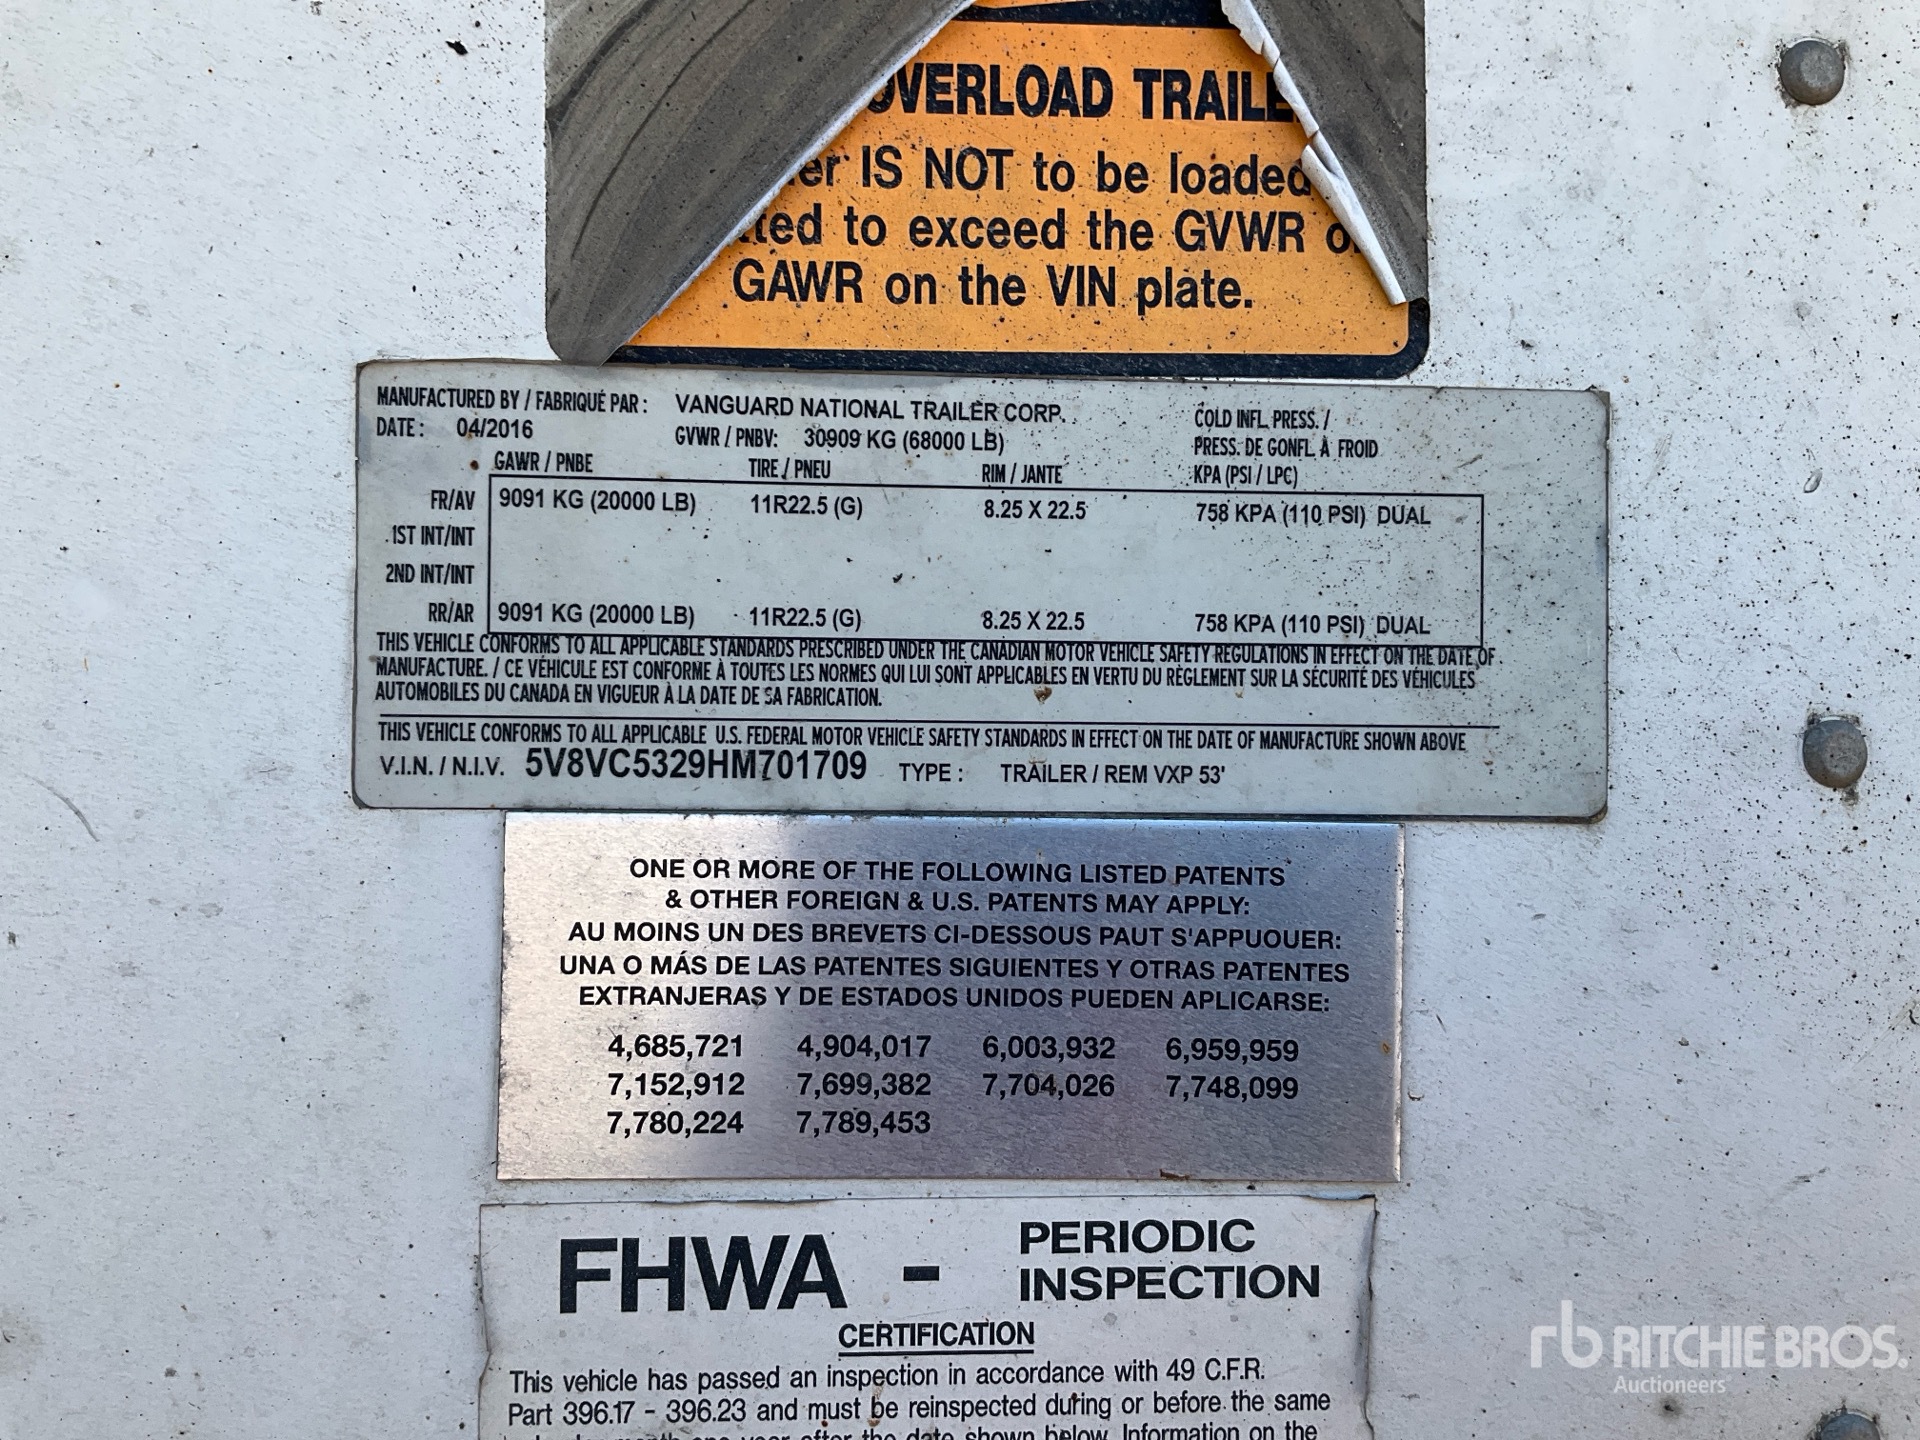 OVERLOAD TRAILE
IS NOT to be loaded
to exceed the GVWR
GAWR on the VIN plate.
MANUFACTURED BY / FABRIQUÉ PAR : VANGUARD NATIONAL TRAILER CORP. COLD INFL. PRESS. /
DATE : 04/2016 GVWR / PNBV: 30909 KG (68000 LB) PRESS. DE GONFL. À FROID
GAWR / PNBE TIRE / PNEU RIM / JANTE KPA (PSI / LPC)
FR/AV 9091 KG (20000 LB) 11R22.5 (G) 8.25 X 22.5 758 KPA (110 PSI) DUAL
1ST INT/INT
2ND INT/INT
RR/AR 9091 KG (20000 LB) 11R22.5 (G) 8.25 X 22.5 758 KPA (110 PSI) DUAL
THIS VEHICLE CONFORMS TO ALL APPLICABLE STANDARDS PRESCRIBED UNDER THE CANADIAN MOTOR VEHICLE SAFETY REGULATIONS IN EFFECT ON THE DATE OF
MANUFACTURE. / CE VÉHICULE EST CONFORME À TOUTES LES NORMES QUI LUI SONT APPLICABLES EN VERTU DU RÈGLEMENT SUR LA SÉCURITÉ DES VÉHICULES
AUTOMOBILES DU CANADA EN VIGUEUR À LA DATE DE SA FABRICATION.
THIS VEHICLE CONFORMS TO ALL APPLICABLE U.S. FEDERAL MOTOR VEHICLE SAFETY STANDARDS IN EFFECT ON THE DATE OF MANUFACTURE SHOWN ABOVE
V.I.N. / N.I.V. 5V8VC5329HM701709 TYPE : TRAILER / REM VXP 53'
ONE OR MORE OF THE FOLLOWING LISTED PATENTS
& OTHER FOREIGN & U.S. PATENTS MAY APPLY:
AU MOINS UN DES BREVETS CI-DESSOUS PAUT S'APPUOUER:
UNA O MÁS DE LAS PATENTES SIGUIENTES Y OTRAS PATENTES
EXTRANJERAS Y DE ESTADOS UNIDOS PUEDEN APLICARSE:
4,685,721 4,904,017 6,003,932 6,959,959
7,152,912 7,699,382 7,704,026 7,748,099
7,780,224 7,789,453
FHWA - PERIODIC
INSPECTION
CERTIFICATION
This vehicle has passed an inspection in accordance with 49 C.F.R.
Part 396.17 - 396.23 and must be reinspected during or before the same
month one year after the date shown below. Information on the
rb RITCHIE BROS.
Auctioneers